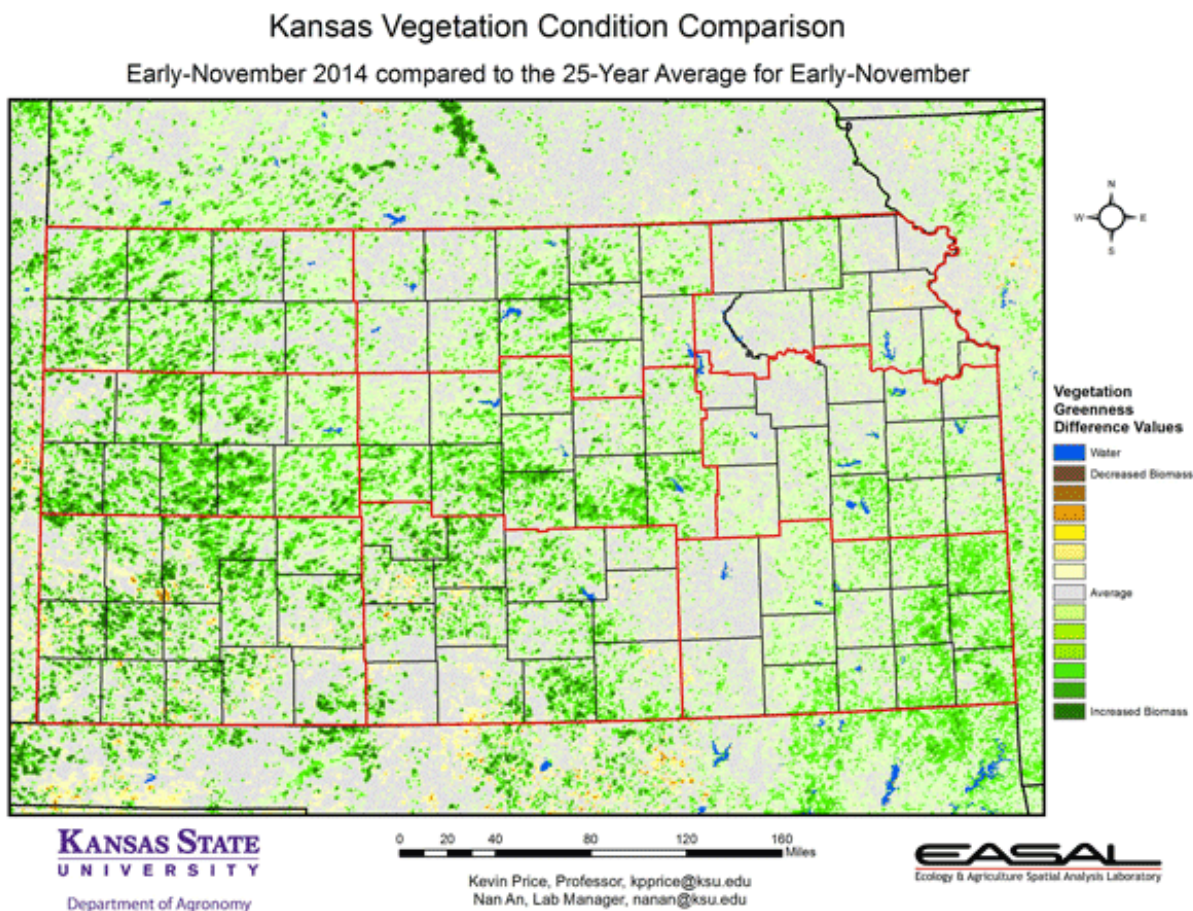 Kansas Vegetation Condition Comparison
Early-November 2014 compared to the 25-Year Average for Early-November
N
W E
S
Vegetation
Greenness
Difference Values
Water
Decreased Biomass
Average
Increased Biomass
KANSAS STATE
UNIVERSITY
Department of Agronomy
0 20 40 80 120 160
Miles
Kevin Price, Professor, kpprice@ksu.edu
Nan An, Lab Manager, nanan@ksu.edu
EASAL
Ecology & Agriculture Spatial Analysis Laboratory